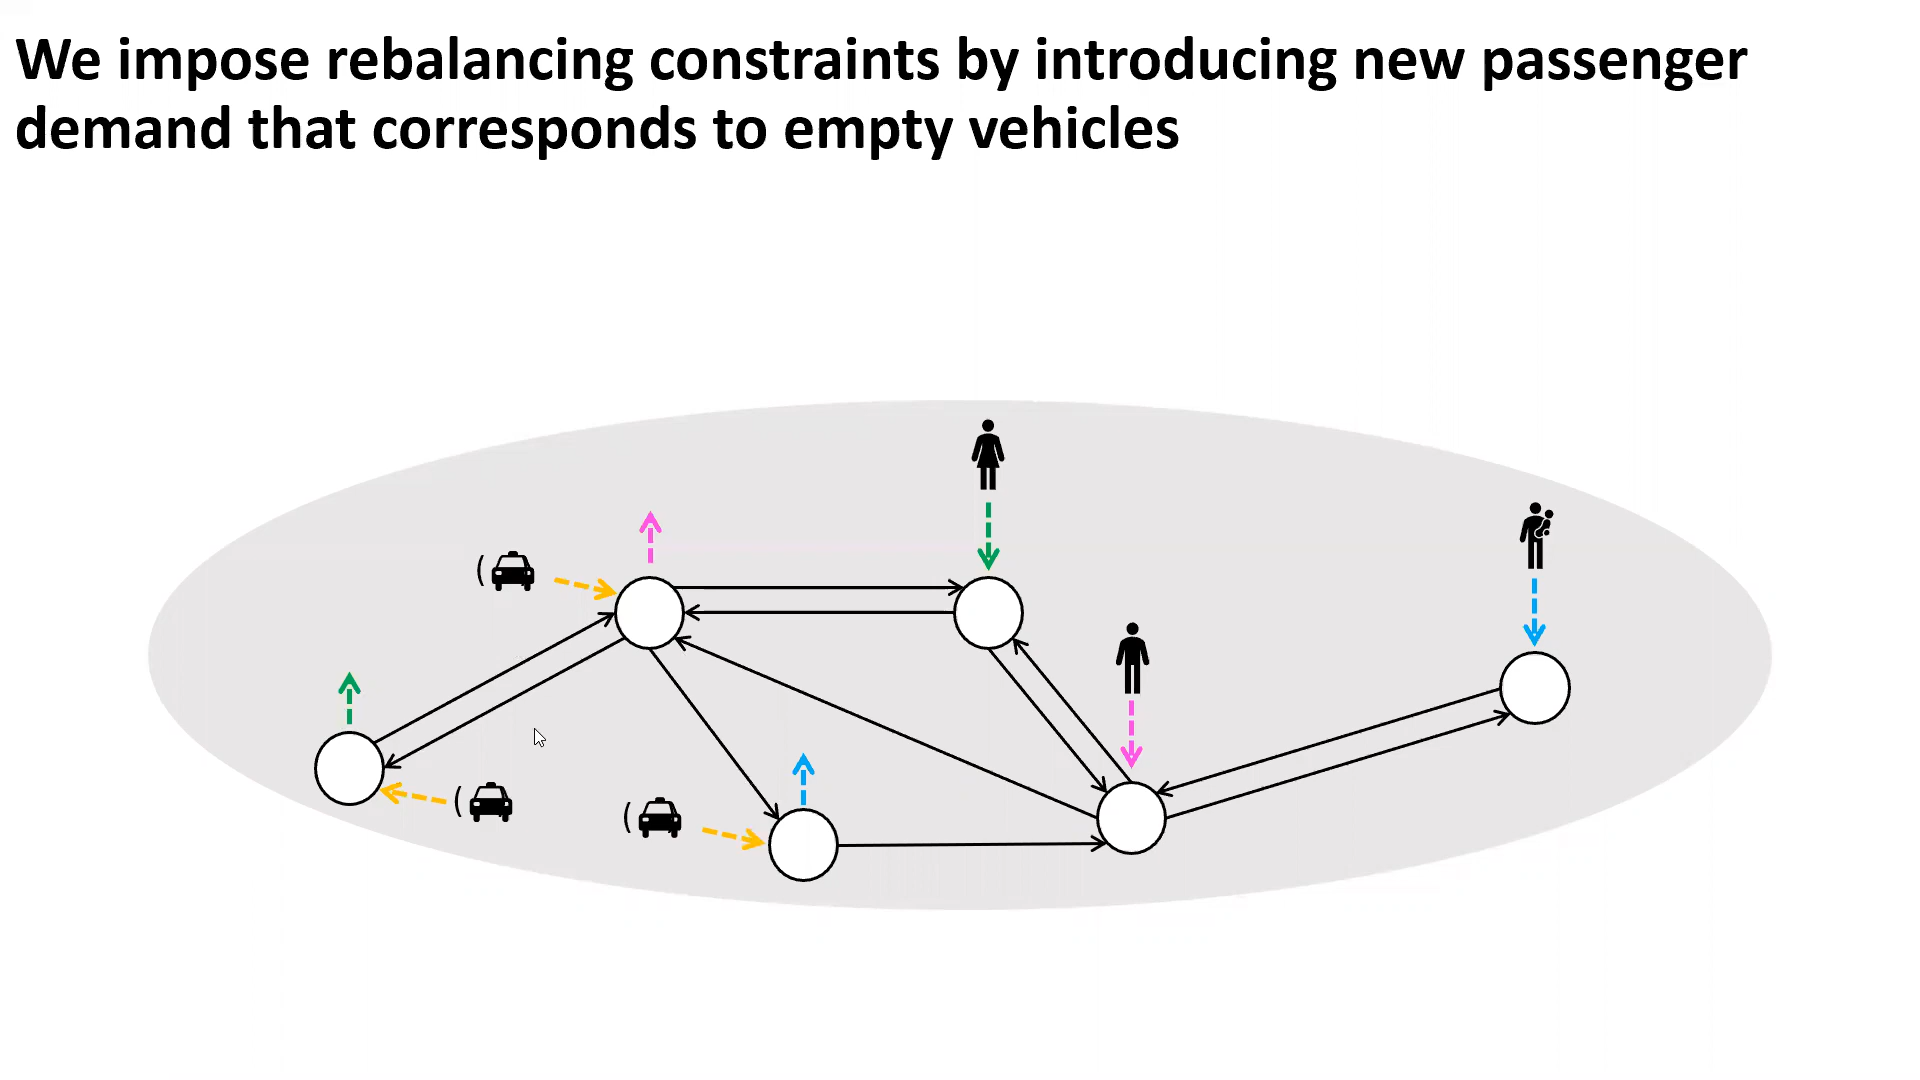 We impose rebalancing constraints by introducing new passenger
demand that corresponds to empty vehicles